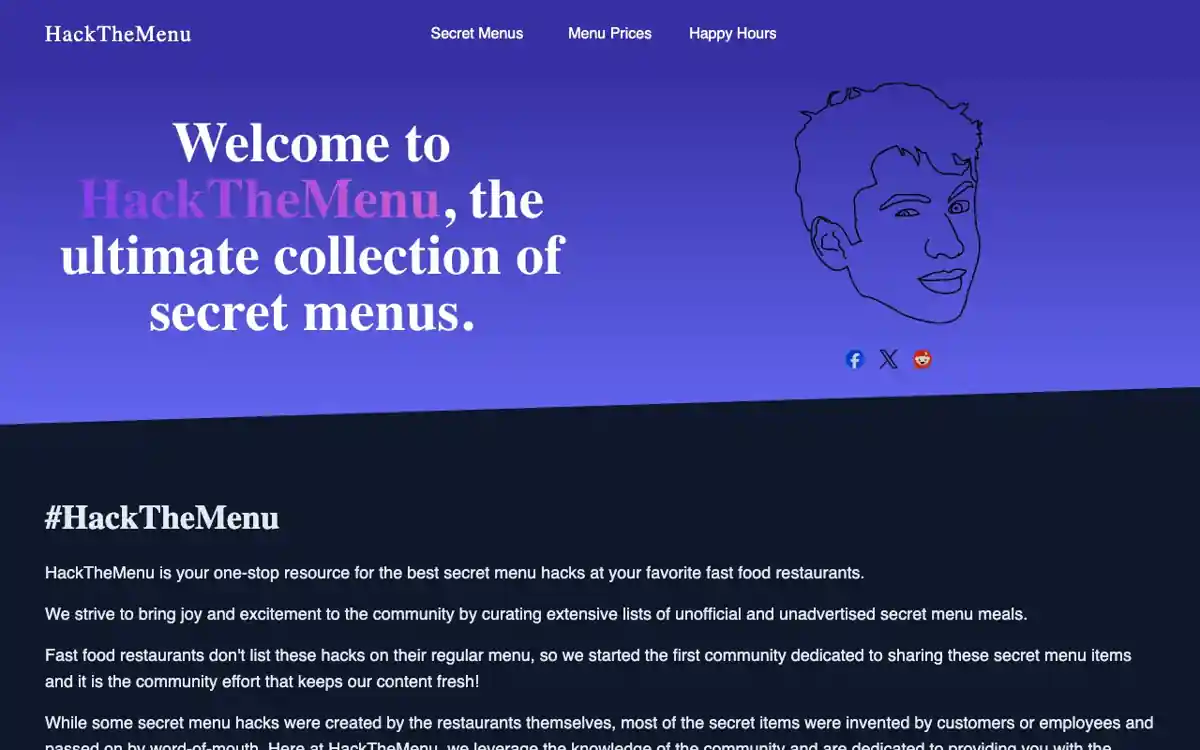 HackTheMenu
Secret Menus
Menu Prices
Happy Hours
Welcome to
HackTheMenu, the
ultimate collection of
secret menus.
#HackTheMenu
HackTheMenu is your one-stop resource for the best secret menu hacks at your favorite fast food restaurants.
We strive to bring joy and excitement to the community by curating extensive lists of unofficial and unadvertised secret menu meals.
Fast food restaurants don't list these hacks on their regular menu, so we started the first community dedicated to sharing these secret menu items
and it is the community effort that keeps our content fresh!
While some secret menu hacks were created by the restaurants themselves, most of the secret items were invented by customers or employees and
passed on by word-of-mouth. Here at HackTheMenu, we leverage the knowledge of the community and are dedicated to providing you with the